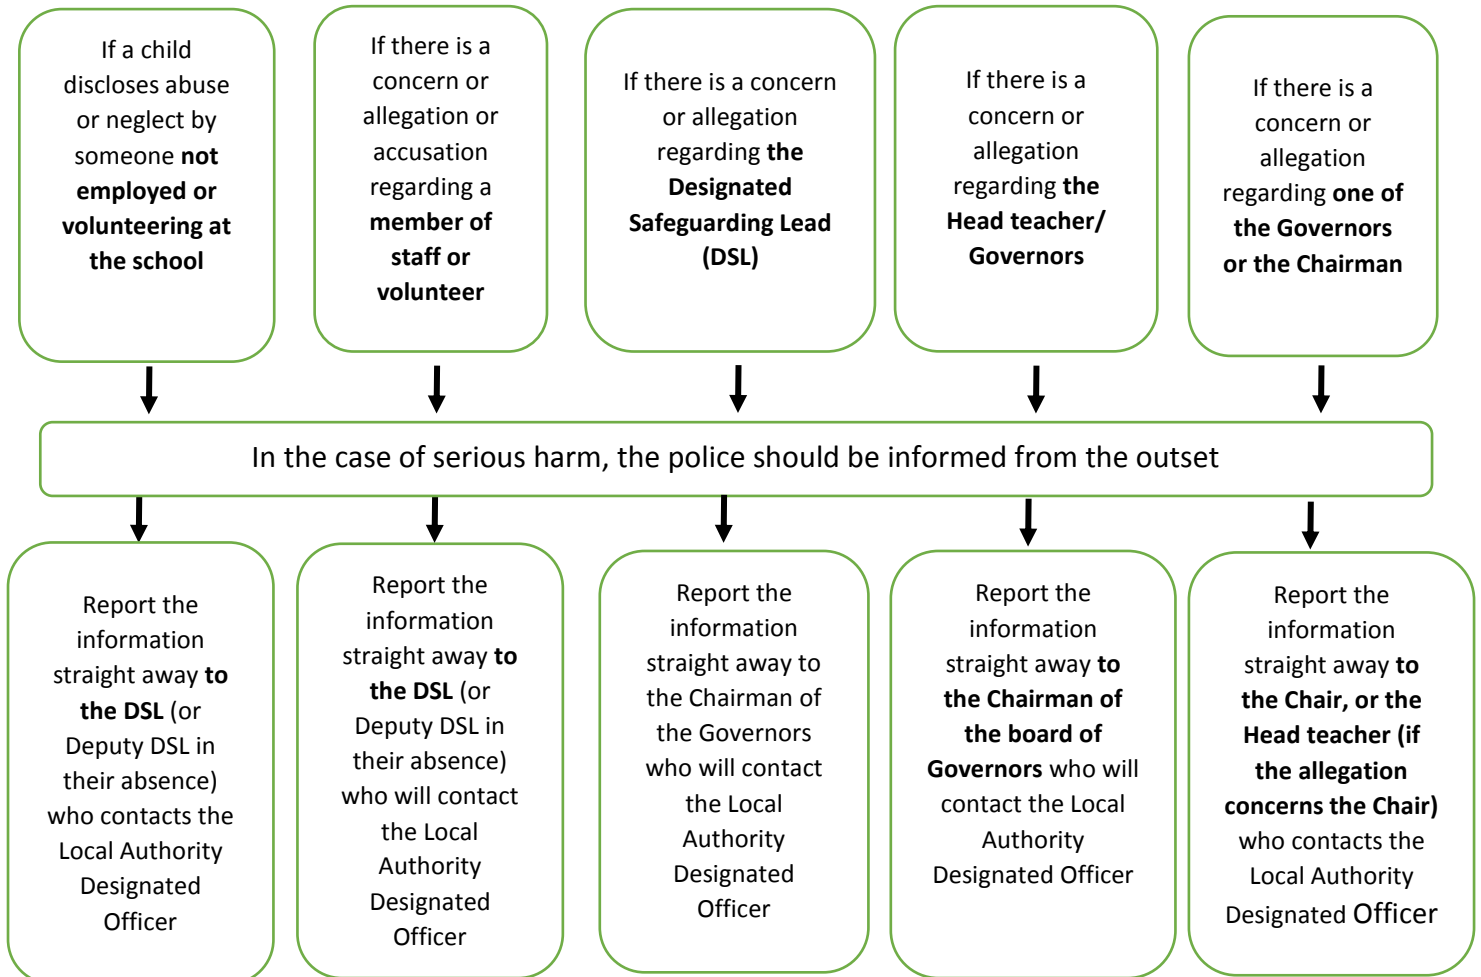 If a child
discloses abuse
or neglect by
someone not
employed or
volunteering at
the school
If there is a
concern or
allegation or
accusation
regarding a
member of
staff or
volunteer
If there is a concern
or allegation
regarding the
Designated
Safeguarding Lead
(DSL)
If there is a
concern or
allegation
regarding the
Head teacher/
Governors
If there is a
concern or
allegation
regarding one of
the Governors
or the Chairman
In the case of serious harm, the police should be informed from the outset
Report the
information
straight away to
the DSL (or
Deputy DSL in
their absence)
who contacts the
Local Authority
Designated
Officer
Report the
information
straight away to
the DSL (or
Deputy DSL in
their absence)
who will contact
the Local
Authority
Designated
Officer
Report the
information
straight away to
the Chairman of
the Governors
who will contact
the Local
Authority
Designated
Officer
Report the
information
straight away to
the Chairman of
the board of
Governors who will
contact the Local
Authority
Designated Officer
Report the
information
straight away to
the Chair, or the
Head teacher (if
the allegation
concerns the Chair)
who contacts the
Local Authority
Designated Officer